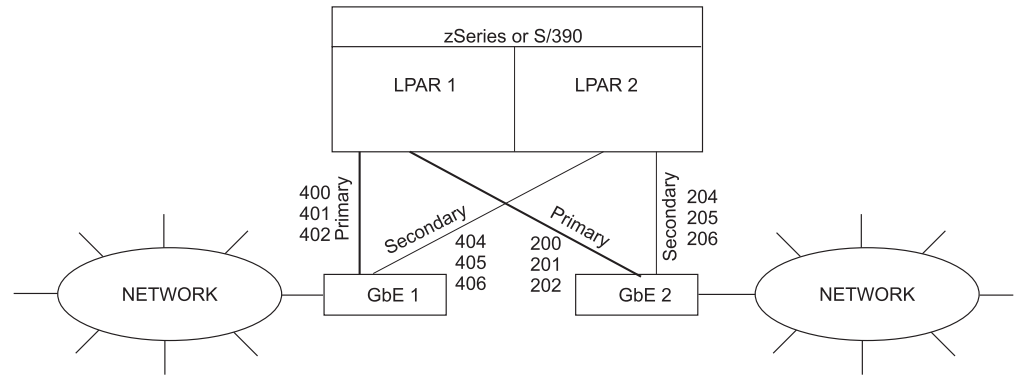 zSeries or S/390
LPAR 1
LPAR 2
400
401
402
Primary
Secondary
404
405
406
Primary
200
201
202
Secondary
204
205
206
NETWORK
GbE 1
GbE 2
NETWORK